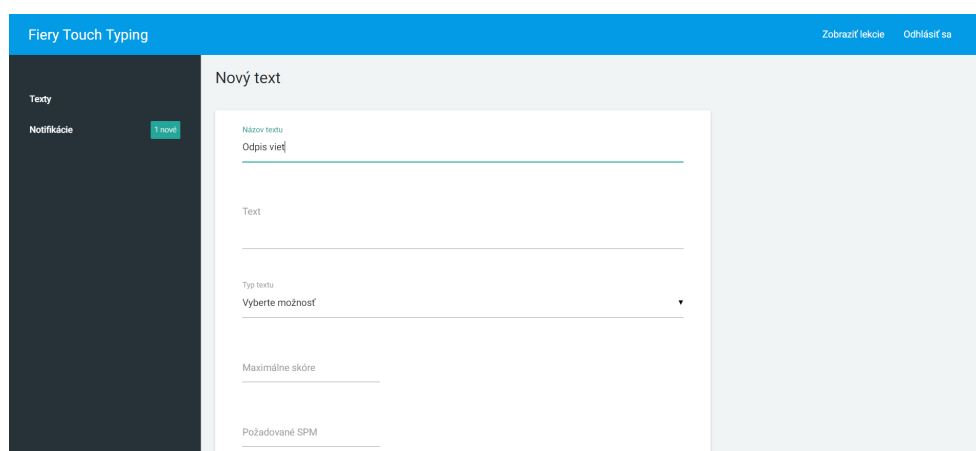 Fiery Touch Typing
Zobraziť lekcie Odhlásiť sa
Texty
Notifikácie 1 nové
Nový text
Názov textu
Odpis viet
Text
Typ textu
Vyberte možnosť
Maximálne skóre
Požadované SPM